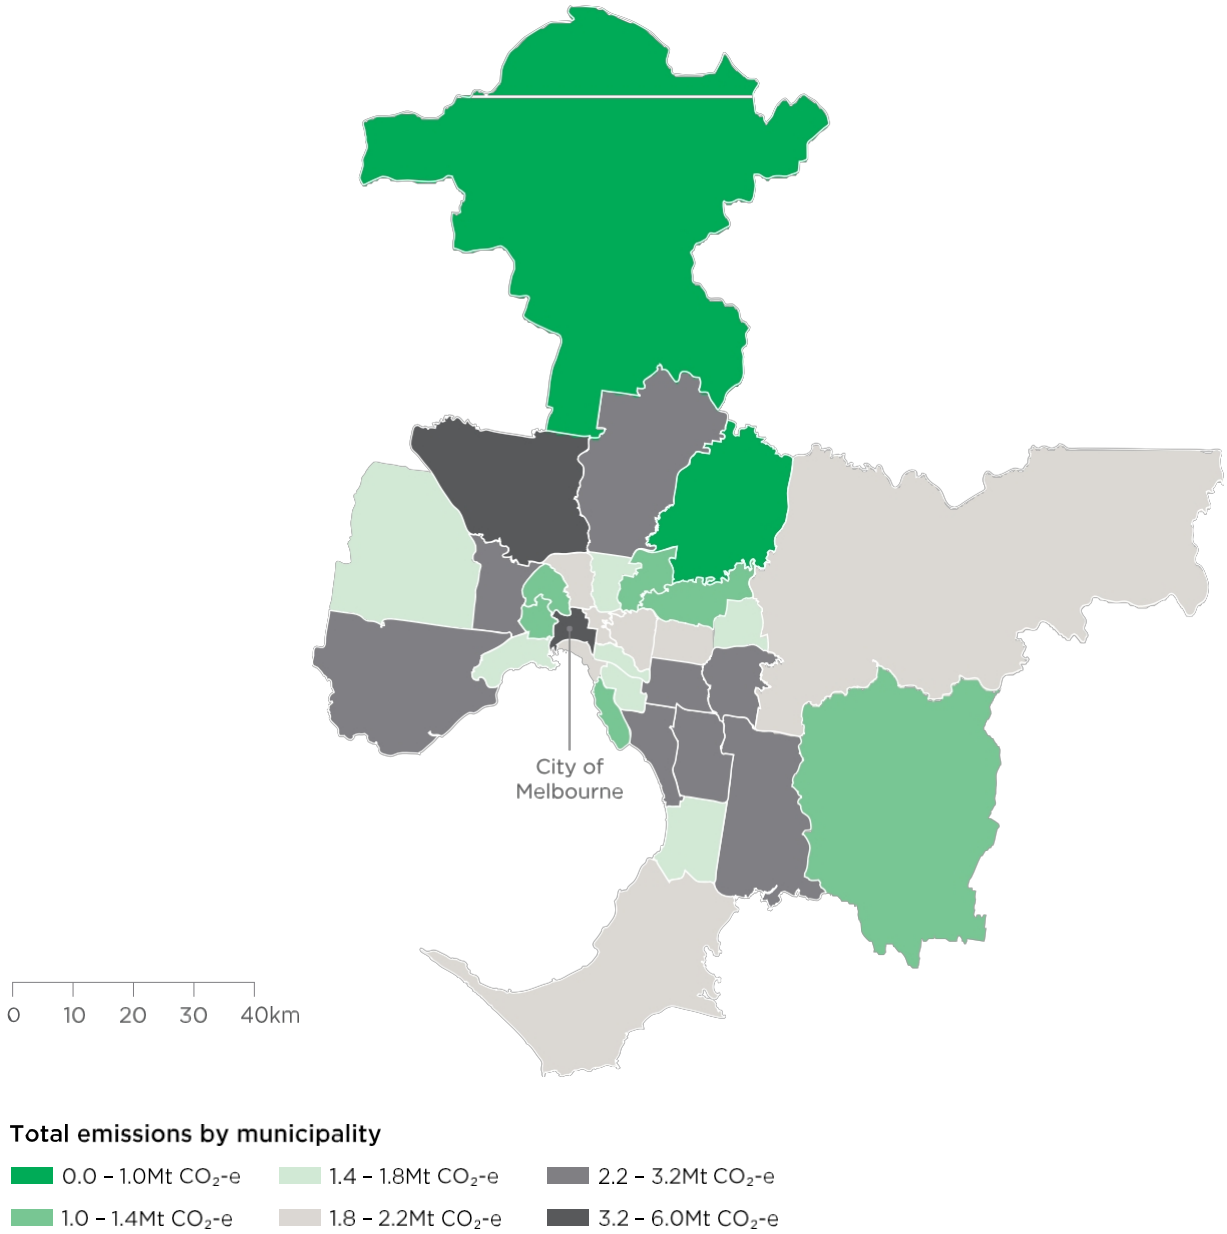 City of
Melbourne
0 10 20 30 40km
Total emissions by municipality
0.0 – 1.0Mt CO₂-e 1.4 – 1.8Mt CO₂-e 2.2 – 3.2Mt CO₂-e
1.0 – 1.4Mt CO₂-e 1.8 – 2.2Mt CO₂-e 3.2 – 6.0Mt CO₂-e